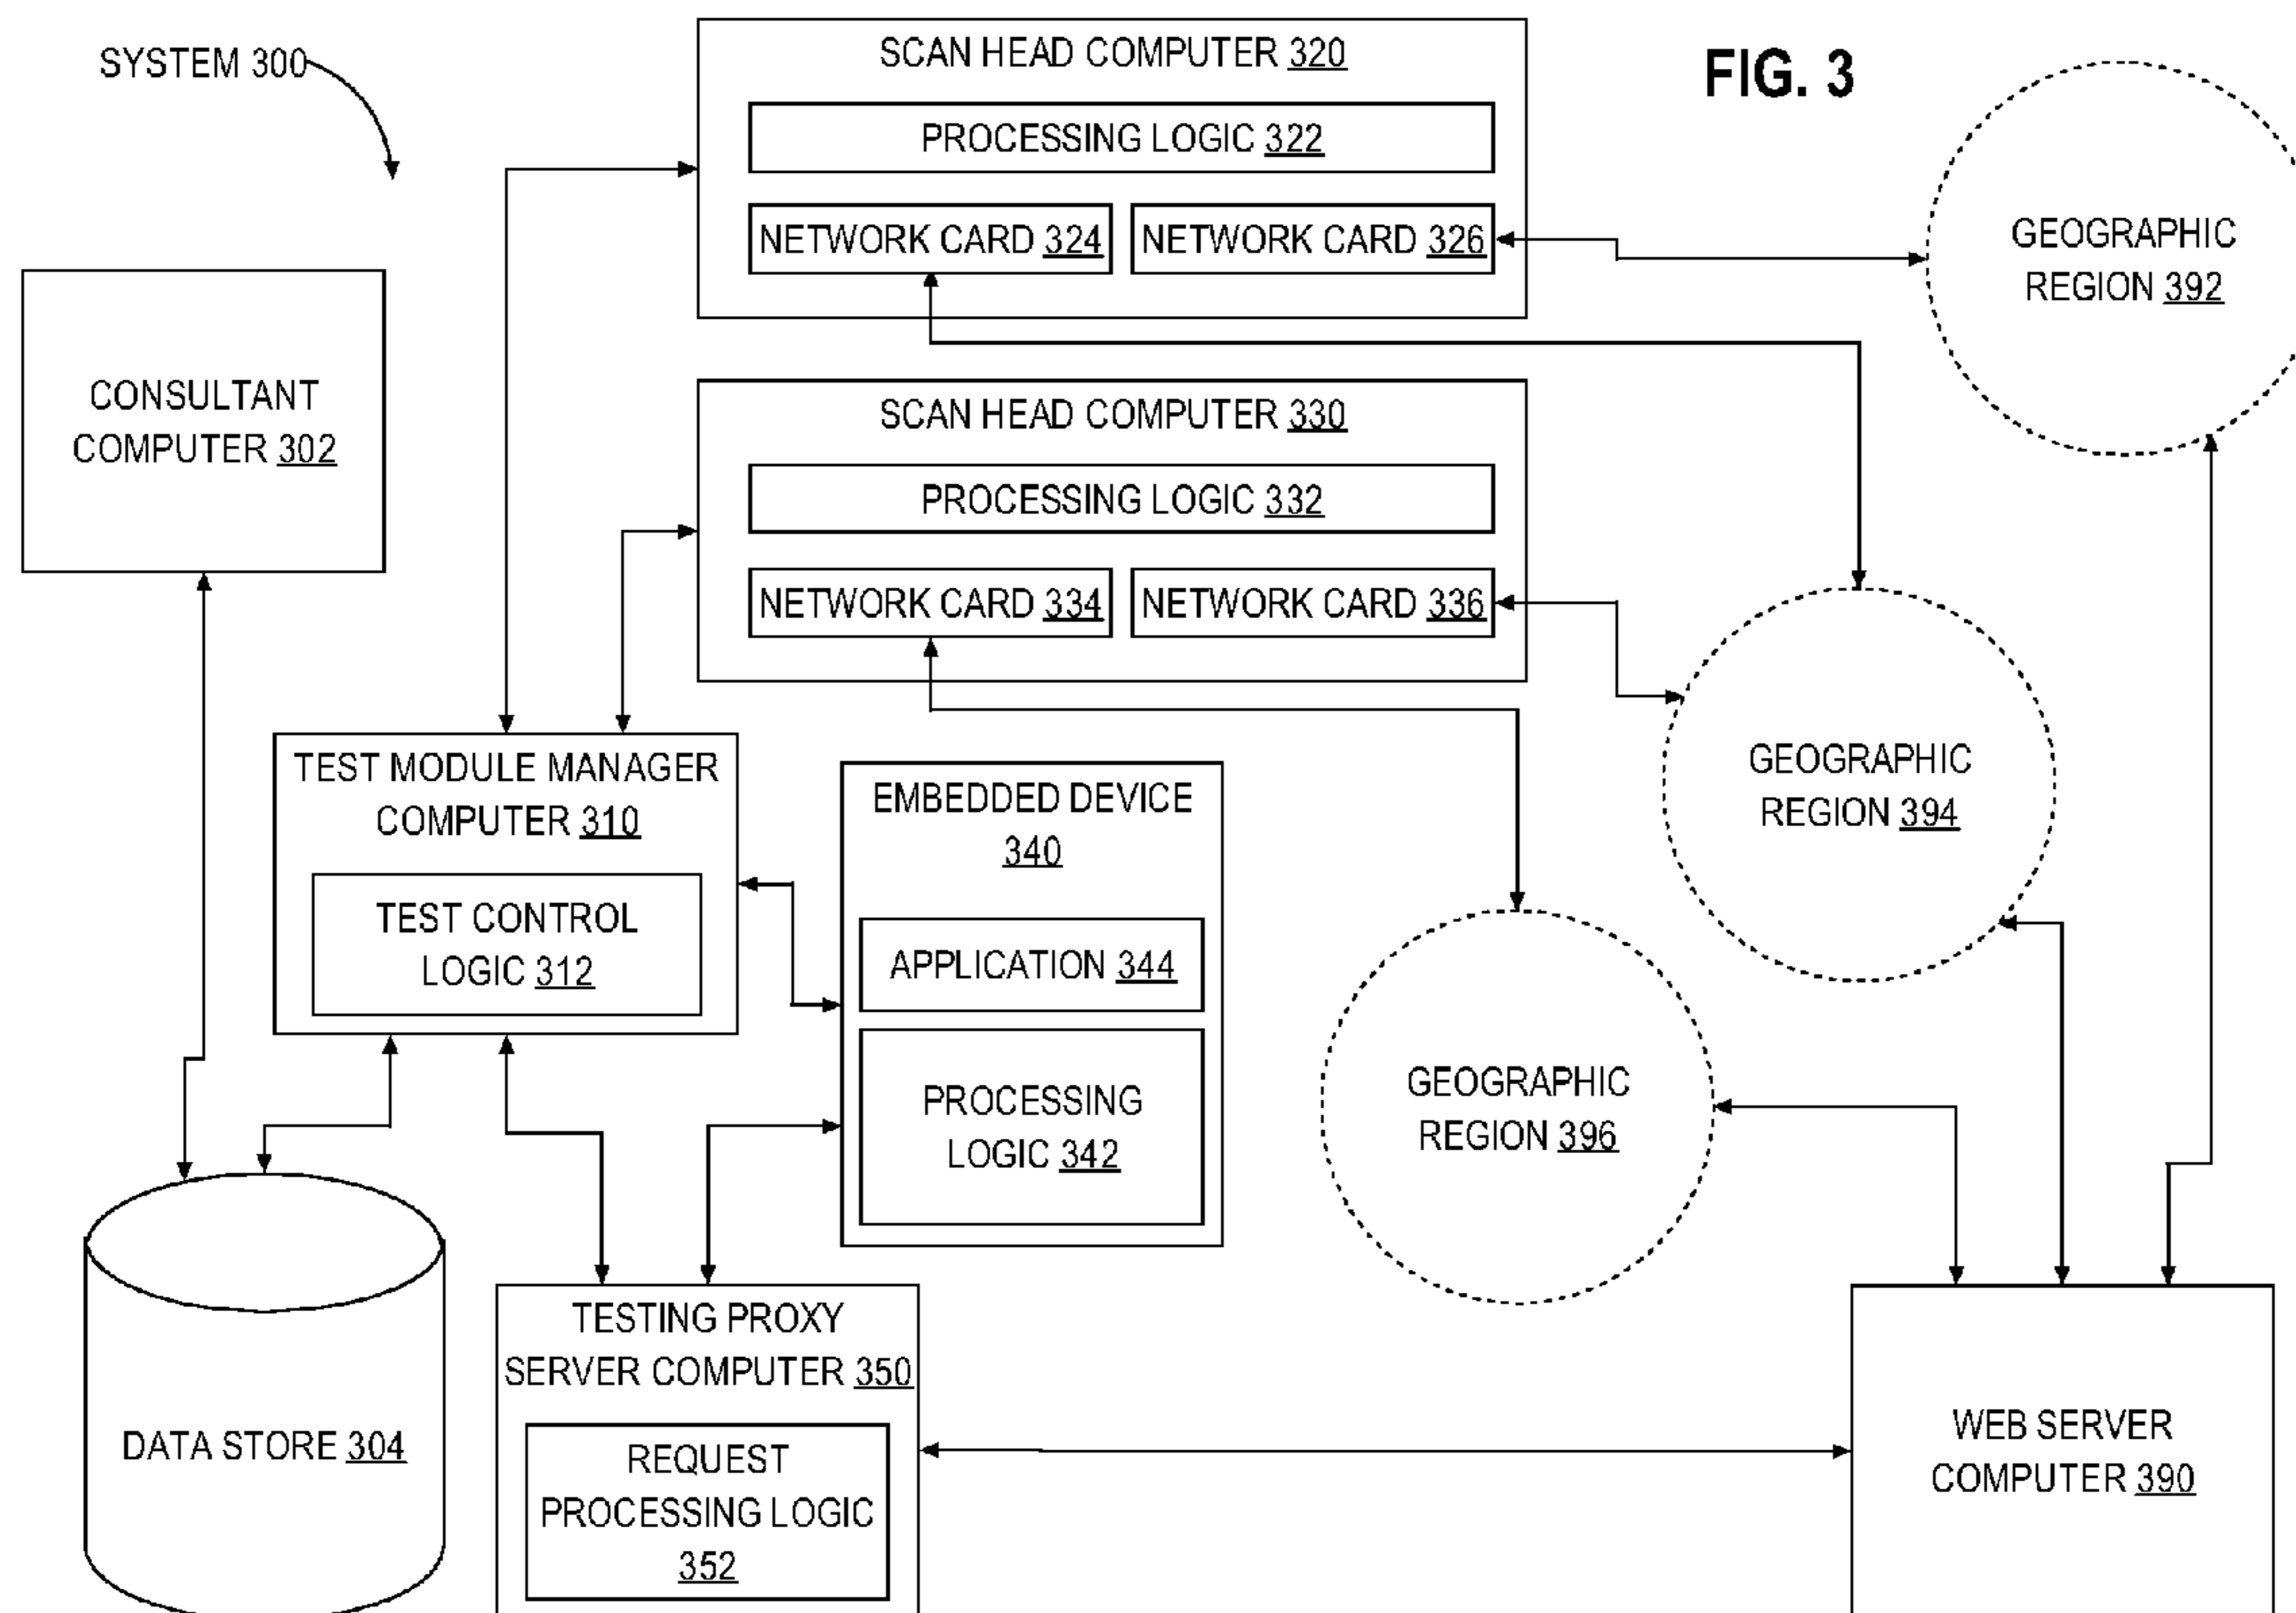 SYSTEM 300
FIG. 3
SCAN HEAD COMPUTER 320
PROCESSING LOGIC 322
NETWORK CARD 324
NETWORK CARD 326
GEOGRAPHIC
REGION 392
CONSULTANT
COMPUTER 302
SCAN HEAD COMPUTER 330
PROCESSING LOGIC 332
NETWORK CARD 334
NETWORK CARD 336
GEOGRAPHIC
REGION 394
TEST MODULE MANAGER
COMPUTER 310
TEST CONTROL
LOGIC 312
EMBEDDED DEVICE
340
APPLICATION 344
PROCESSING
LOGIC 342
GEOGRAPHIC
REGION 396
DATA STORE 304
TESTING PROXY
SERVER COMPUTER 350
REQUEST
PROCESSING LOGIC
352
WEB SERVER
COMPUTER 390